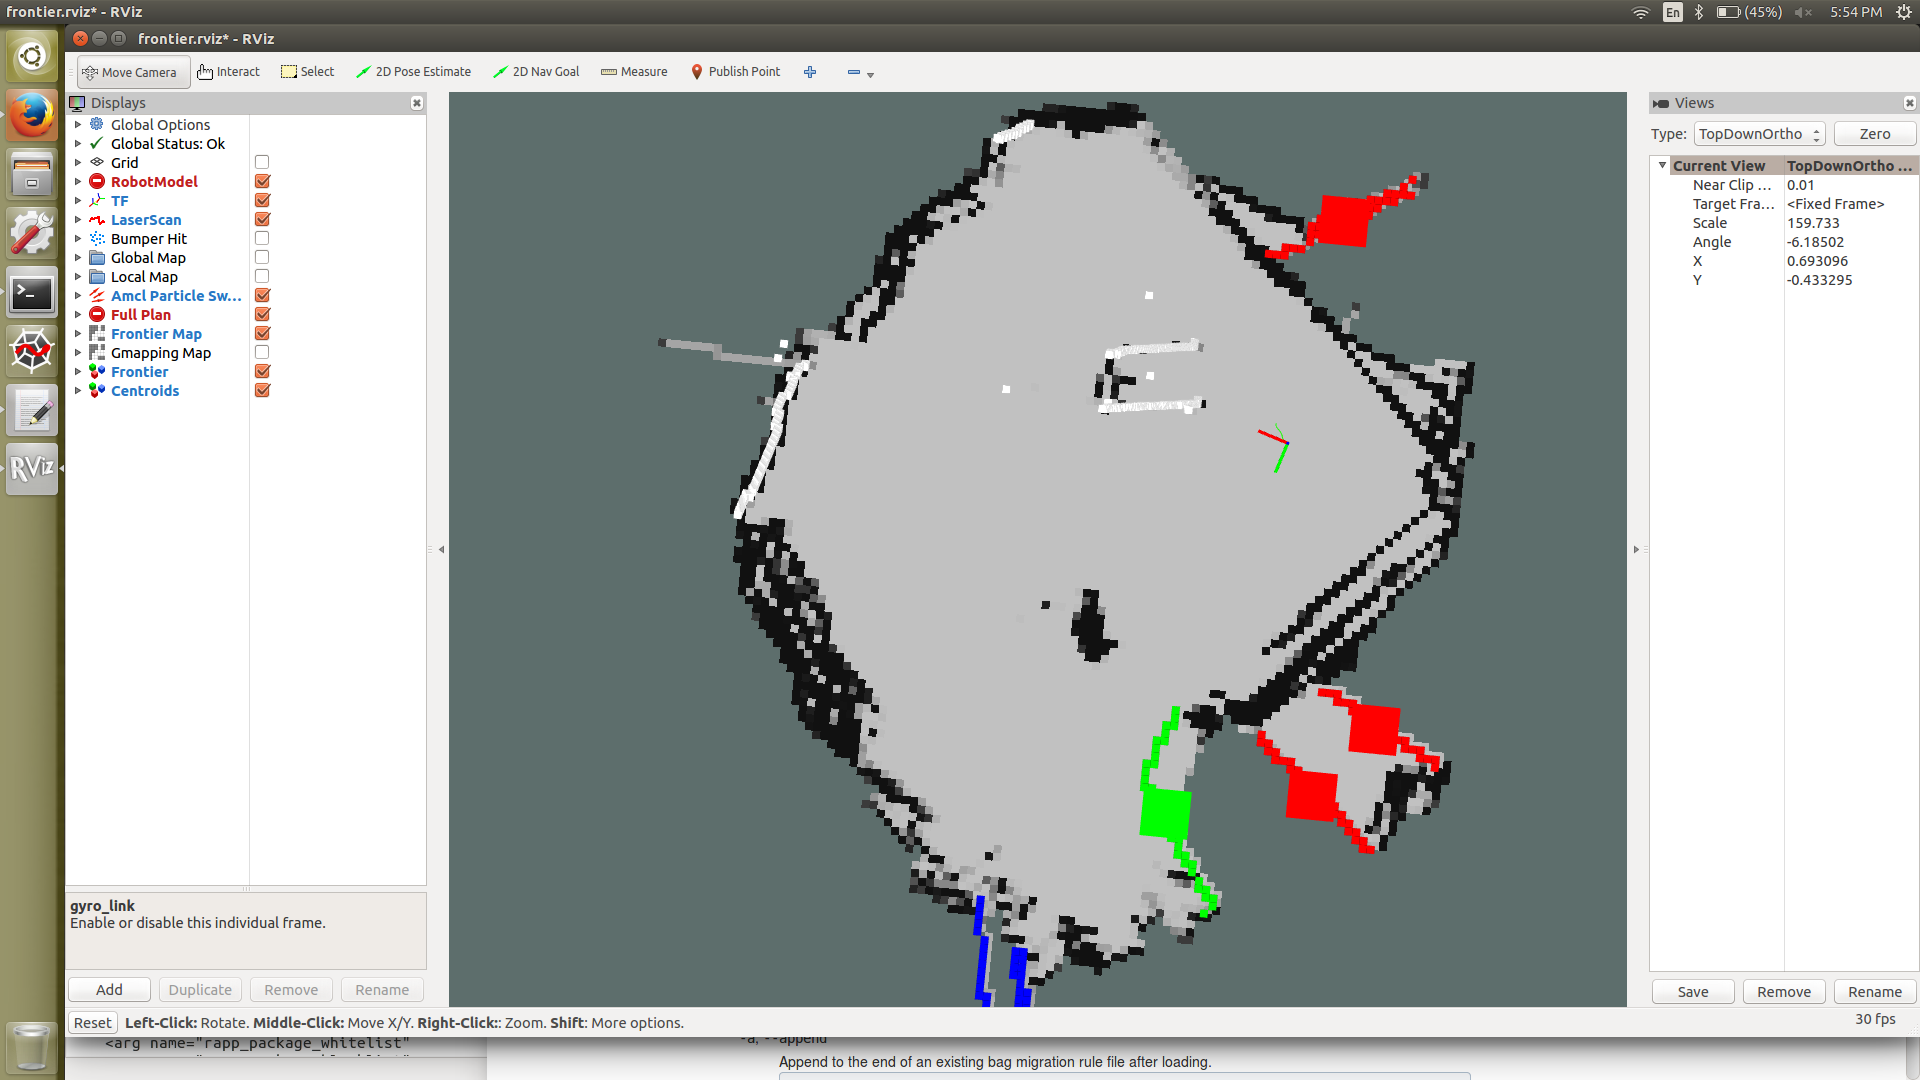 frontier.rviz* - RViz
En
(45%)
5:54 PM
frontier.rviz* - RViz
Move Camera
Interact
Select
2D Pose Estimate
2D Nav Goal
Measure
Publish Point
Displays
Global Options
Global Status: Ok
Grid
RobotModel
TF
LaserScan
Bumper Hit
Global Map
Local Map
Amcl Particle Sw...
Full Plan
Frontier Map
Gmapping Map
Frontier
Centroids
gyro_link
Enable or disable this individual frame.
Add
Duplicate
Remove
Rename
Views
Type:
TopDownOrtho
Zero
Current View
TopDownOrtho ...
Near Clip ...
0.01
Target Fra...
<Fixed Frame>
Scale
159.733
Angle
-6.18502
X
0.693096
Y
-0.433295
Save
Remove
Rename
RViz
Reset
Left-Click: Rotate. Middle-Click: Move X/Y. Right-Click:: Zoom. Shift: More options.
30 fps
<arg name="rapp_package_whitelist"
-a, --append
Append to the end of an existing bag migration rule file after loading.